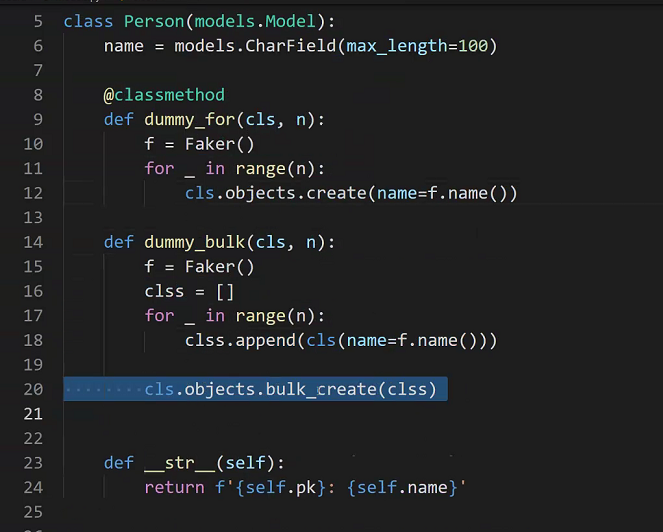 5 class Person(models.Model):
6     name = models.CharField(max_length=100)
7
8     @classmethod
9     def dummy_for(cls, n):
10         f = Faker()
11         for _ in range(n):
12             cls.objects.create(name=f.name())
13
14     def dummy_bulk(cls, n):
15         f = Faker()
16         clss = []
17         for _ in range(n):
18             clss.append(cls(name=f.name()))
19
20         cls.objects.bulk_create(clss)
21
22
23     def __str__(self):
24         return f'{self.pk}: {self.name}'
25